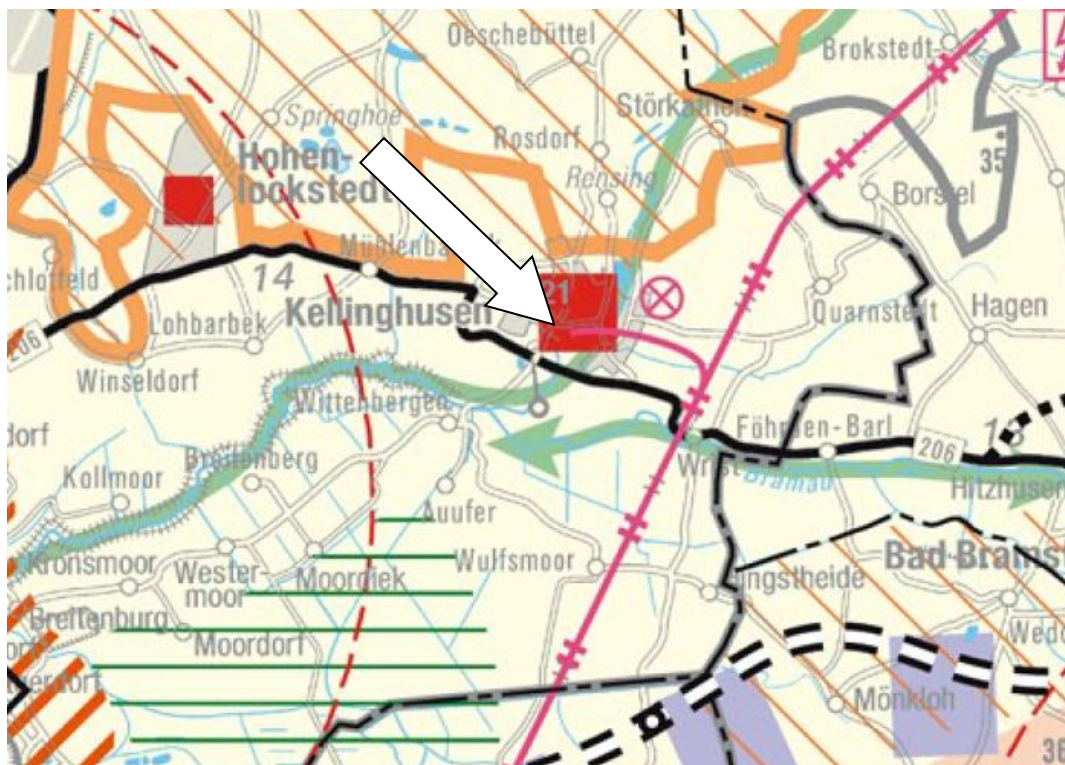 Oeschebüttel
Brokstedt
Springhoe
Störkathen
Rosdorf
35
Hohen-
lockstedt
Rensing
Borstel
14
21
Kellinghusen
Quarnstedt
Hagen
206
Lohbarbek
Winseldorf
Wittenbergen
Föhrden-Barl
206
dorf
Breitenberg
Wrist
Bramau
Kollmoor
Hitzhusen
Auufer
Kronsmoor
Wester-
moor
Moordiek
Wulfsmoor
Bad Bramst
Breitenburg
Moordorf
Mönkloh
36